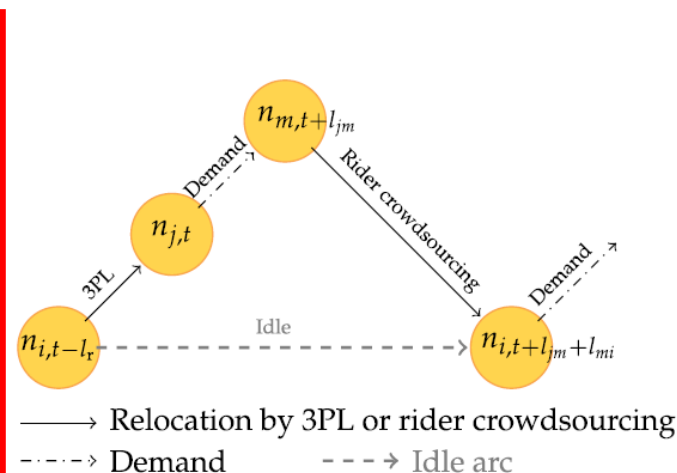 n_{m,t+l_{jm}}
Demand
Rider crowdsourcing
n_{j,t}
3PL
Demand
Idle
n_{i,t−l_r}
n_{i,t+l_{jm}+l_{mi}}
Relocation by 3PL or rider crowdsourcing
Demand Idle arc